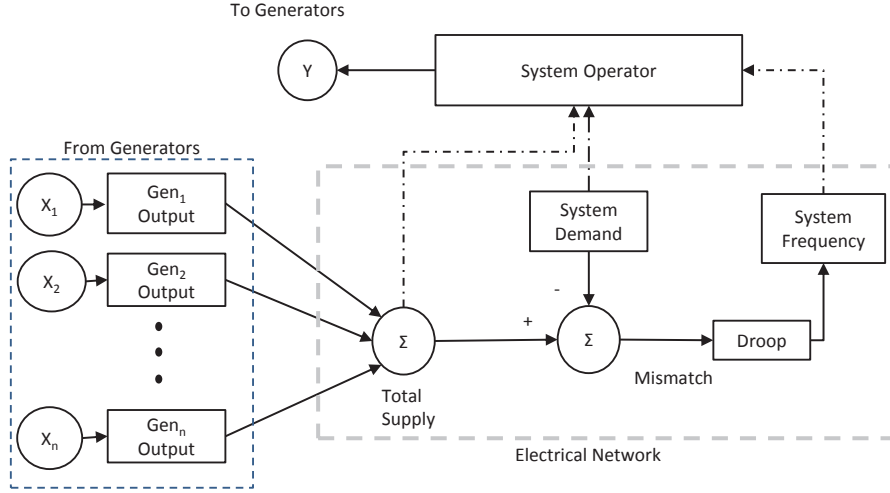 To Generators
Y
System Operator
From Generators
X1
Gen1
Output
X2
Gen2
Output
Xn
Genn
Output
System
Demand
System
Frequency
-
+
Σ
Σ
Droop
Total
Supply
Mismatch
Electrical Network